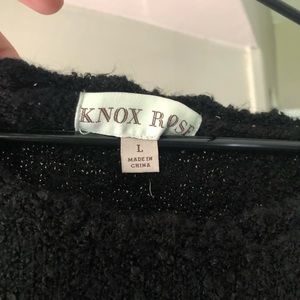 KNOX ROSE
L
MADE IN
CHINA